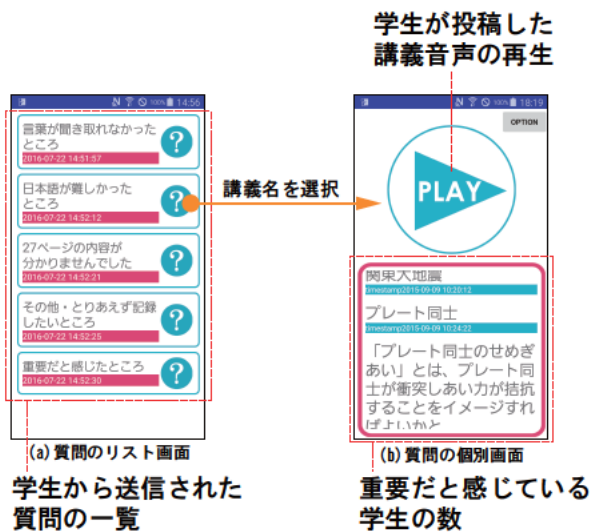 学生が投稿した
講義音声の再生
100% 14:56
言葉が聞き取れなかった
ところ
2016-07-22 14:51:57
?
日本語が難しかった
ところ
2016-07-22 14:52:12
?
27ページの内容が
分かりませんでした
2016-07-22 14:52:21
?
その他・とりあえず記録
したいところ
2016-07-22 14:52:25
?
重要だと感じたところ
2016-07-22 14:52:30
?
(a)質問のリスト画面
学生から送信された
質問の一覧
講義名を選択
100% 18:19
OPTION
PLAY
関東大地震
timestamp2015-09-09 10:20:12
プレート同士
timestamp2015-09-09 10:24:22
「プレート同士のせめぎ
あい」とは、プレート同
士が衝突しあい力が拮抗
することをイメージすれ
ばよいかと
(b)質問の個別画面
重要だと感じている
学生の数